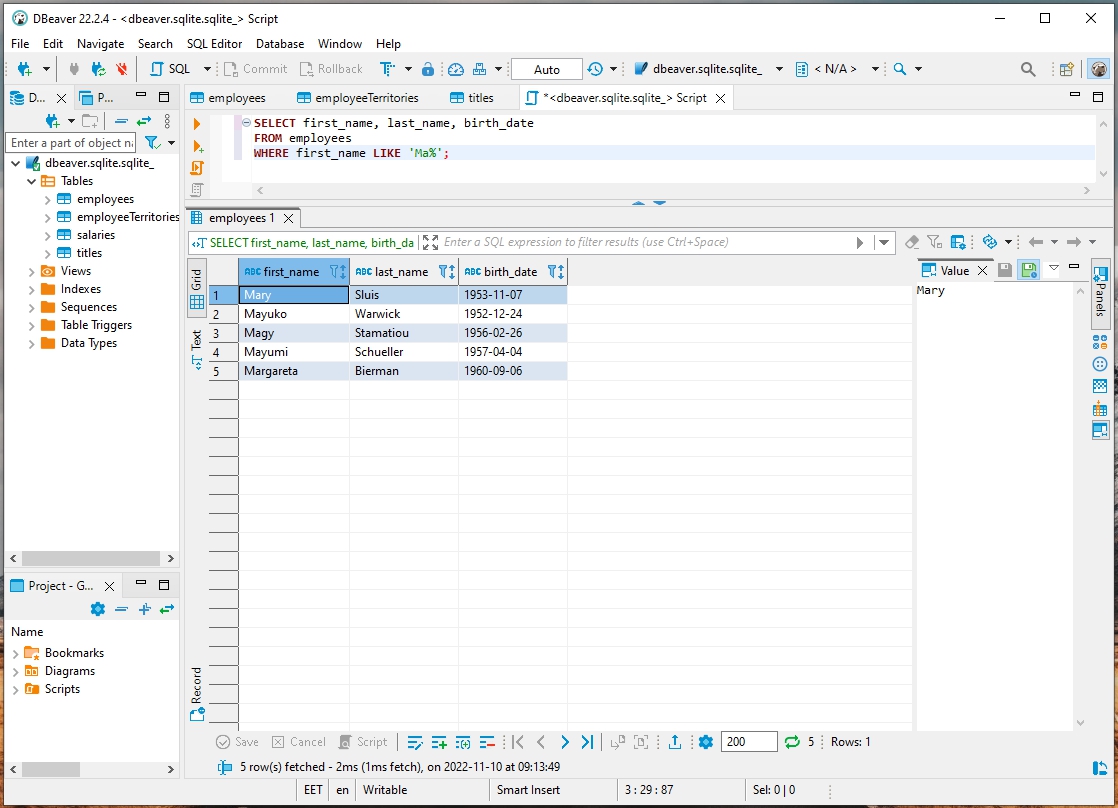 DBeaver 22.2.4 - <dbeaver.sqlite.sqlite_> Script
File Edit Navigate Search SQL Editor Database Window Help
SQL Commit Rollback Auto dbeaver.sqlite.sqlite_ < N/A >
D... P... employees employeeTerritories titles *<dbeaver.sqlite.sqlite_> Script
Enter a part of object n
dbeaver.sqlite.sqlite_
Tables
employees
employeeTerritories
salaries
titles
Views
Indexes
Sequences
Table Triggers
Data Types
SELECT first_name, last_name, birth_date
FROM employees
WHERE first_name LIKE 'Ma%';
employees 1
SELECT first_name, last_name, birth_da Enter a SQL expression to filter results (use Ctrl+Space)
Grid
Text
Record
ABC first_name ABC last_name ABC birth_date
1 Mary Sluis 1953-11-07
2 Mayuko Warwick 1952-12-24
3 Magy Stamatiou 1956-02-26
4 Mayumi Schueller 1957-04-04
5 Margareta Bierman 1960-09-06
Value
Mary
Panels
Project - G...
Name
Bookmarks
Diagrams
Scripts
Save Cancel Script 200 5 Rows: 1
5 row(s) fetched - 2ms (1ms fetch), on 2022-11-10 at 09:13:49
EET en Writable Smart Insert 3 : 29 : 87 Sel: 0 | 0